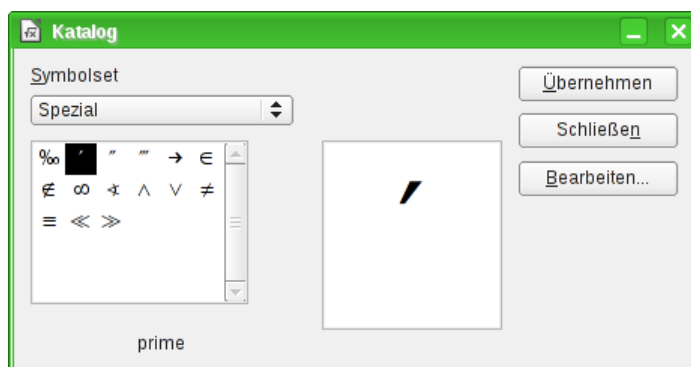 Katalog
Symbolset
Spezial
‰ ′ ″ ‴ → ∈
∉ ∞ ∢ ∧ ∨ ≠
≡ ≪ ≫
′
prime
Übernehmen
Schließen
Bearbeiten...